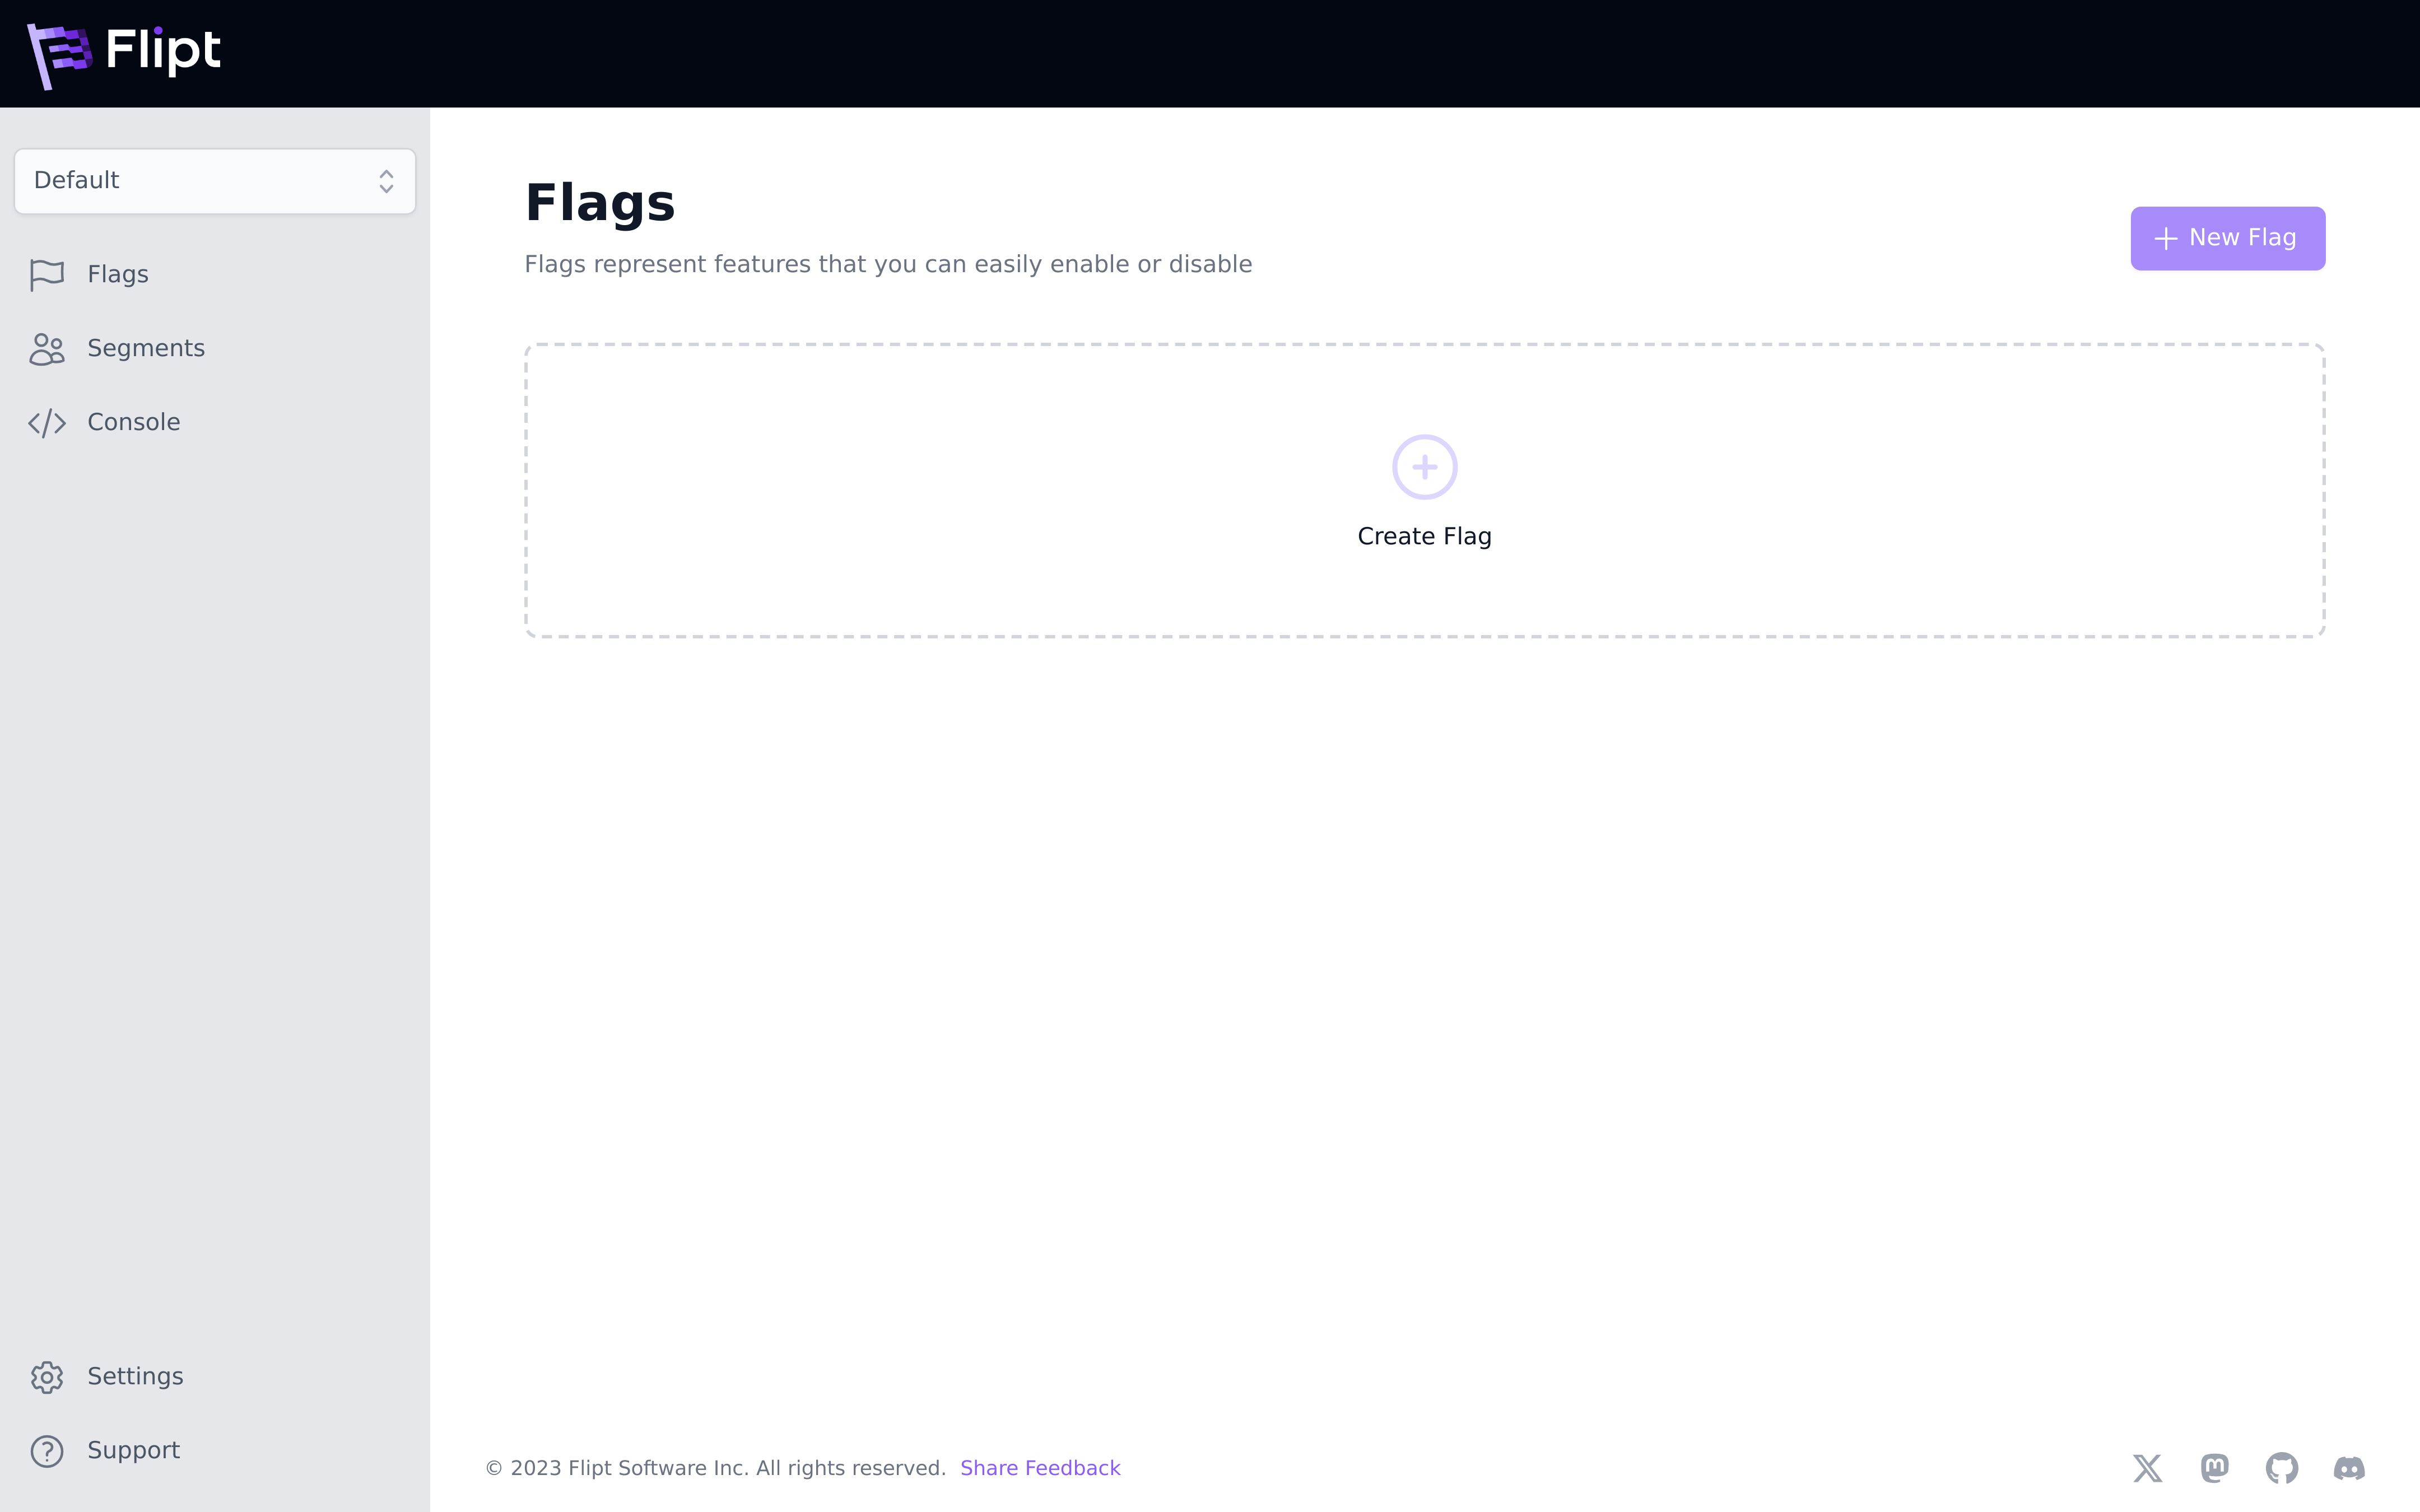 Flipt
Default
Flags
Segments
Console
Settings
Support
Flags
Flags represent features that you can easily enable or disable
New Flag
Create Flag
© 2023 Flipt Software Inc. All rights reserved. Share Feedback